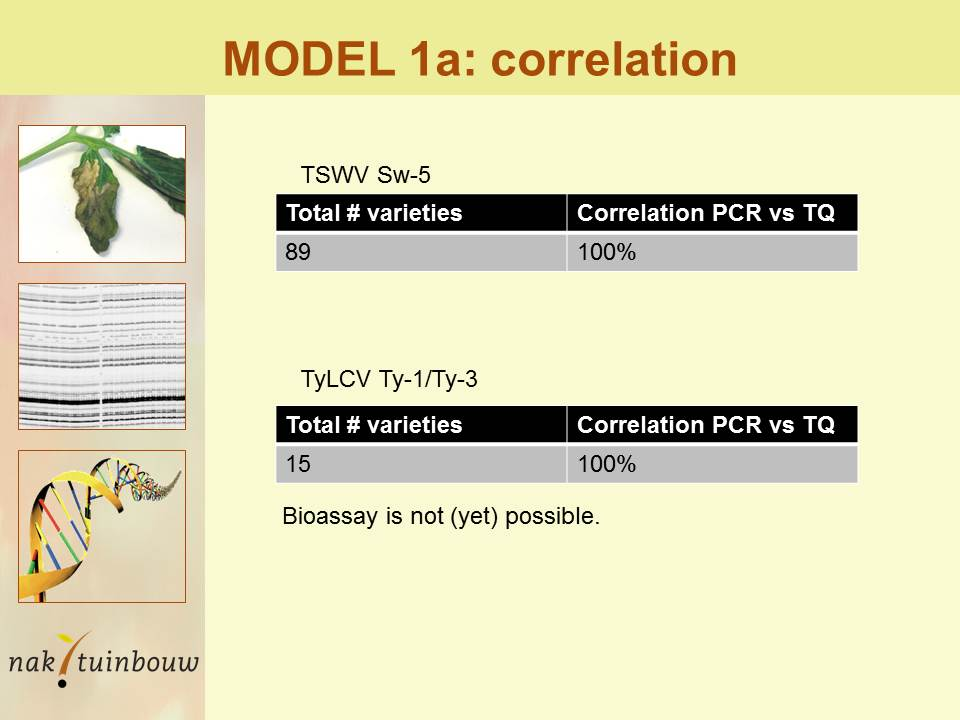 MODEL 1a: correlation
TSWV Sw-5
Total # varieties Correlation PCR vs TQ
89 100%
TyLCV Ty-1/Ty-3
Total # varieties Correlation PCR vs TQ
15 100%
Bioassay is not (yet) possible.
nak tuinbouw